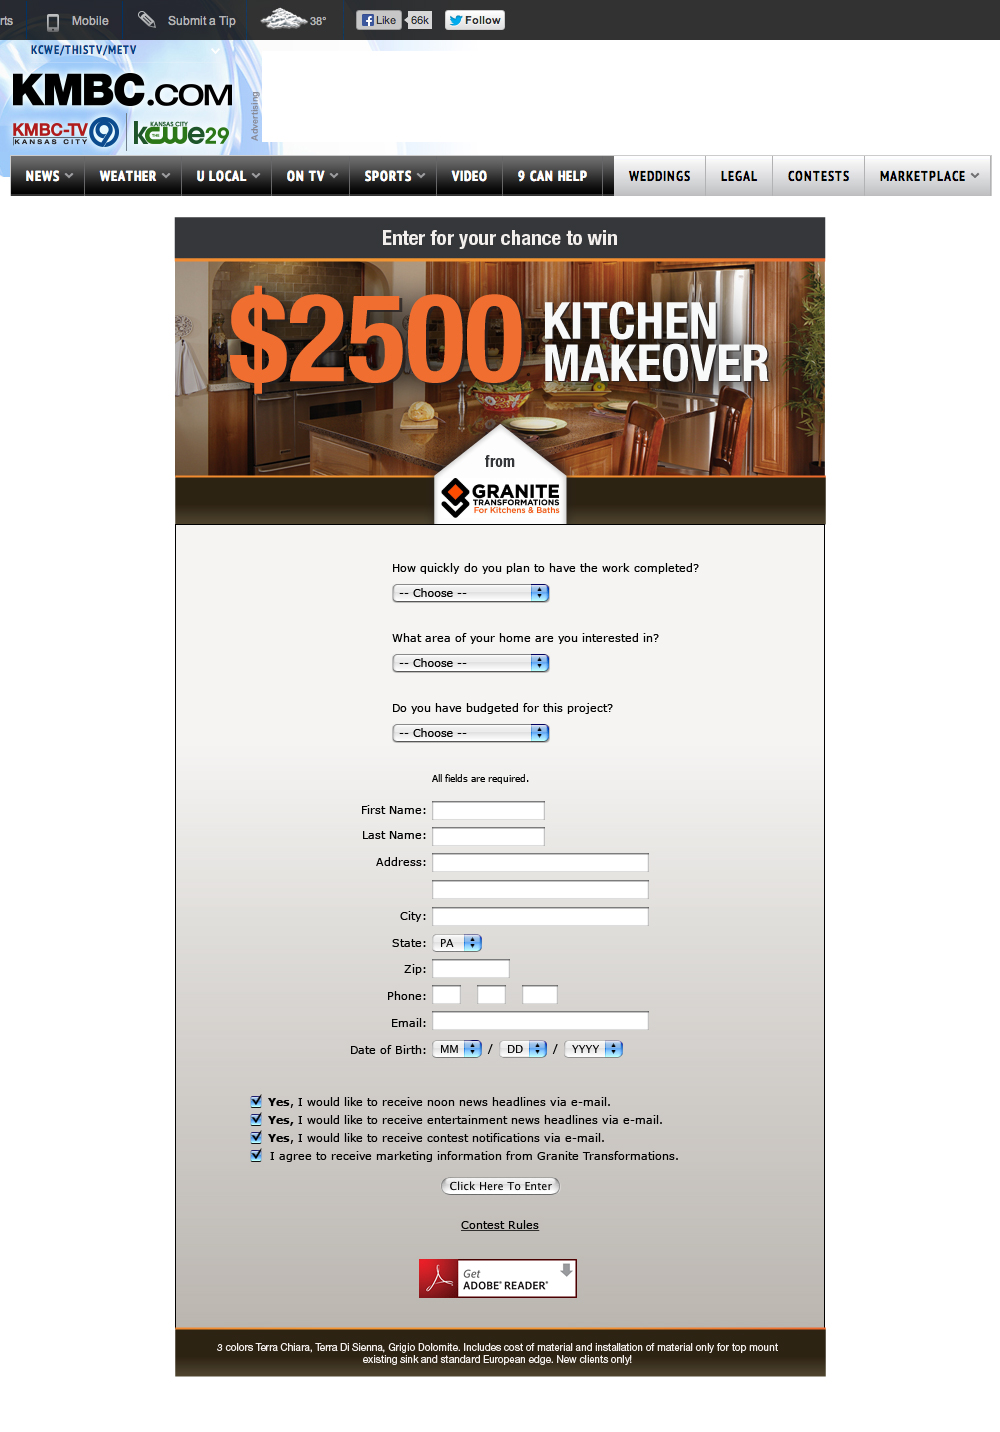 rts Mobile Submit a Tip 38° Like 66k Follow
KCWE/THISTV/METV
KMBC.COM
Advertising
KMBC-TV 9 KANSAS CITY KANSAS CITY kcwe29
NEWS WEATHER U LOCAL ON TV SPORTS VIDEO 9 CAN HELP WEDDINGS LEGAL CONTESTS MARKETPLACE
Enter for your chance to win
$2500 KITCHEN
MAKEOVER
from
GRANITE
TRANSFORMATIONS
For Kitchens & Baths
How quickly do you plan to have the work completed?
-- Choose --
What area of your home are you interested in?
-- Choose --
Do you have budgeted for this project?
-- Choose --
All fields are required.
First Name:
Last Name:
Address:
City:
State: PA
Zip:
Phone:
Email:
Date of Birth: MM / DD / YYYY
Yes, I would like to receive noon news headlines via e-mail.
Yes, I would like to receive entertainment news headlines via e-mail.
Yes, I would like to receive contest notifications via e-mail.
I agree to receive marketing information from Granite Transformations.
Click Here To Enter
Contest Rules
Get
ADOBE® READER®
3 colors Terra Chiara, Terra Di Sienna, Grigio Dolomite. Includes cost of material and installation of material only for top mount
existing sink and standard European edge. New clients only!